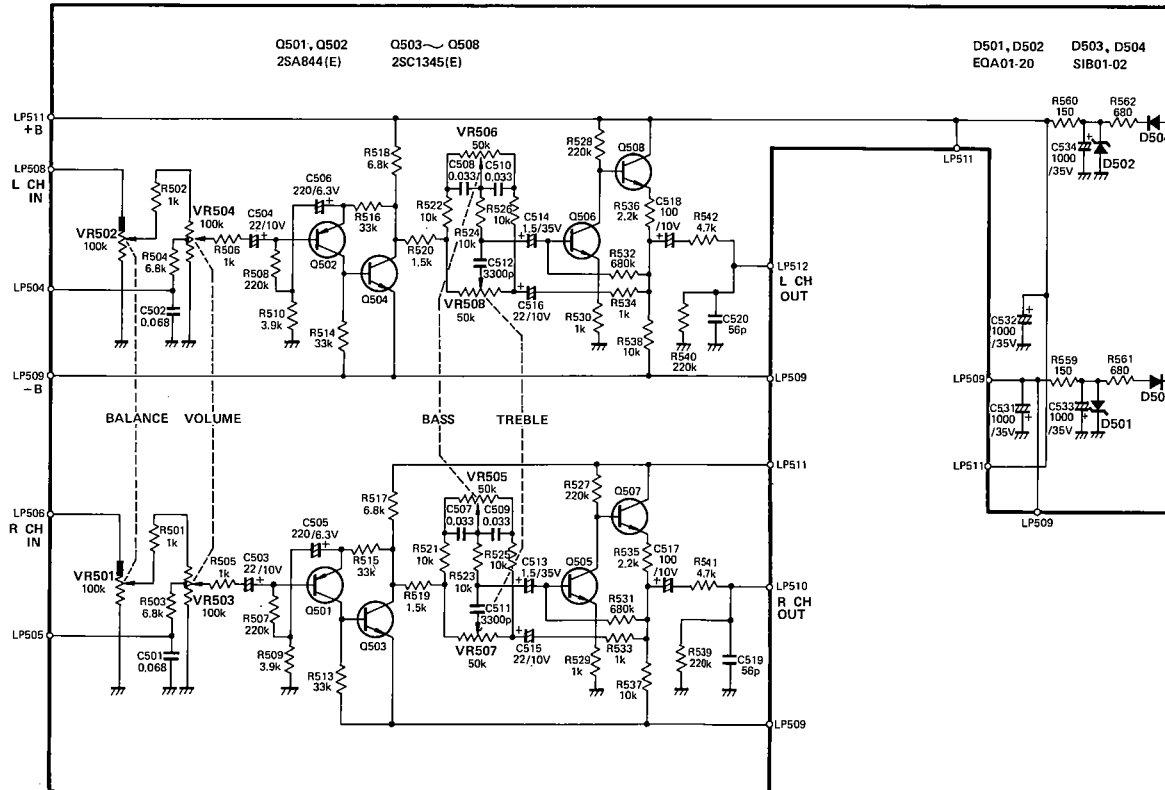 Q501, Q502
2SA844(E)
Q503～Q508
2SC1345(E)
D501, D502
EQA01-20
D503, D504
SIB01-02
LP511
+B
LP508
L CH
IN
LP504
LP509
-B
VR502
100k
R502
1k
R504
6.8k
C502
0.068
VR504
100k
R506
1k
C504
22/10V
R508
220k
R510
3.9k
C506
220/6.3V
R516
33k
Q502
R514
33k
Q504
R518
6.8k
R520
1.5k
R522
10k
VR506
50k
C508
0.033
C510
0.033
R524
10k
R526
10k
C512
3300p
VR508
50k
C514
1.5/35V
C516
22/10V
Q506
R528
220k
Q508
R530
1k
R532
680k
R534
1k
R536
2.2k
R538
10k
C518
100
/10V
R542
4.7k
R540
220k
C520
56p
LP512
L CH
OUT
LP509
BALANCE
VOLUME
BASS
TREBLE
LP506
R CH
IN
LP505
VR501
100k
R501
1k
R503
6.8k
C501
0.068
VR503
100k
R505
1k
C503
22/10V
R507
220k
R509
3.9k
C505
220/6.3V
R515
33k
Q501
R513
33k
Q503
R517
6.8k
R519
1.5k
R521
10k
VR505
50k
C507
0.033
C509
0.033
R523
10k
R525
10k
C511
3300p
VR507
50k
C513
1.5/35V
C515
22/10V
Q505
R527
220k
Q507
R529
1k
R531
680k
R533
1k
R535
2.2k
R537
10k
C517
100
/10V
R541
4.7k
R539
220k
C519
56p
LP511
LP510
R CH
OUT
LP509
LP511
R560
150
R562
680
C534
1000
/35V
D502
C532
1000
/35V
LP509
R559
150
R561
680
C531
1000
/35V
C533
1000
/35V
D501
LP511
LP509